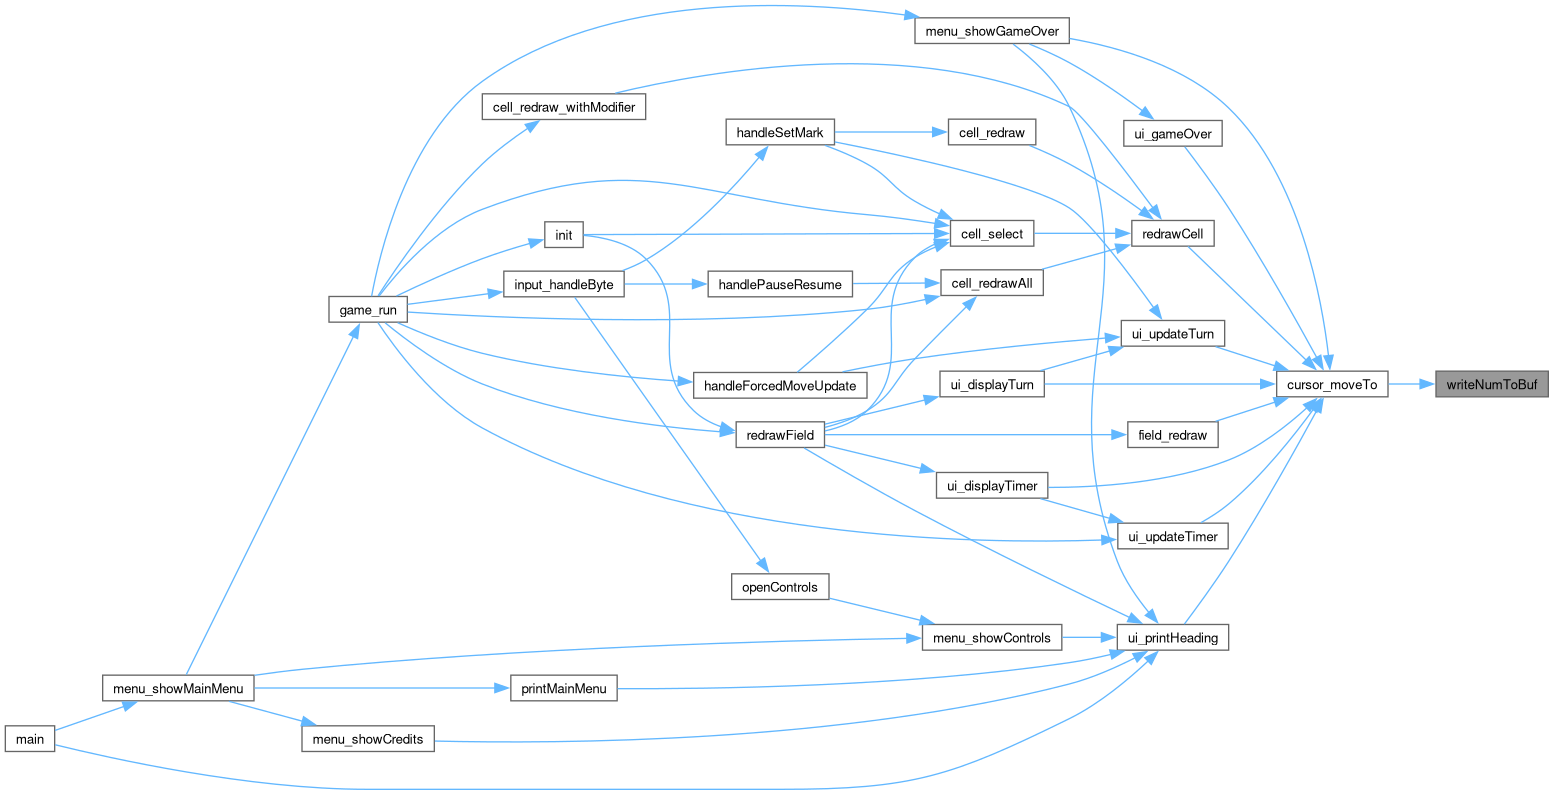 menu_showGameOver
cell_redraw_withModifier
handleSetMark
cell_redraw
ui_gameOver
init
cell_select
redrawCell
input_handleByte
handlePauseResume
cell_redrawAll
game_run
ui_updateTurn
handleForcedMoveUpdate
ui_displayTurn
cursor_moveTo
writeNumToBuf
redrawField
field_redraw
ui_displayTimer
ui_updateTimer
openControls
menu_showControls
ui_printHeading
menu_showMainMenu
printMainMenu
main
menu_showCredits